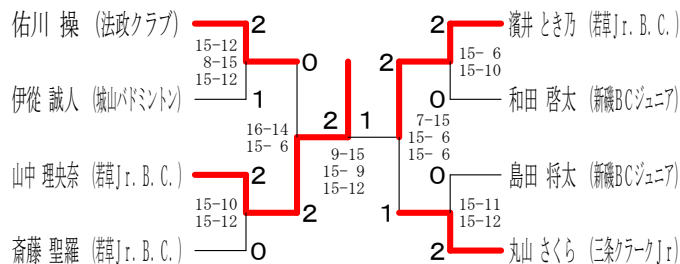 佑川 操 (法政クラブ) 2
15-12
8-15
15-12
0
伊從 誠人 (城山バドミントン) 1
16-14
15- 6
2
山中 理央奈 (若草Jr. B. C.) 2
15-10
15-12
2
斎藤 聖羅 (若草Jr. B. C.) 0
9-15
15- 9
15-12
1
2 濱井 とき乃 (若草Jr. B. C.)
2
15- 6
15-10
0 和田 啓太 (新磯BCジュニア)
7-15
15- 6
15- 6
0 島田 将太 (新磯BCジュニア)
1
15-11
15-12
2 丸山 さくら (三条クラークJr)